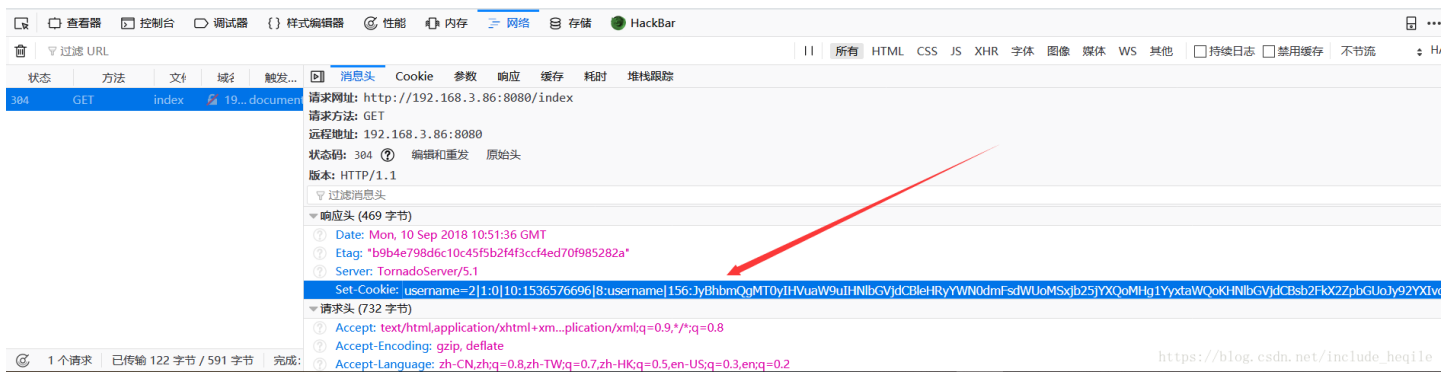 查看器 控制台 调试器 {} 样式编辑器 性能 内存 网络 存储 HackBar
过滤 URL 所有 HTML CSS JS XHR 字体 图像 媒体 WS 其他 持续日志 禁用缓存 不节流
状态 方法 域 触发... 消息头 Cookie 参数 响应 缓存 耗时 堆栈跟踪
304 GET index 19... document
请求网址: http://192.168.3.86:8080/index
请求方法: GET
远程地址: 192.168.3.86:8080
状态码: 304 编辑和重发 原始头
版本: HTTP/1.1
过滤消息头
响应头 (469 字节)
Date: Mon, 10 Sep 2018 10:51:36 GMT
Etag: "b9b4e798d6c10c45f5b2f4f3ccf4ed70f985282a"
Server: TornadoServer/5.1
Set-Cookie: username=2|1:0|10:1536576696|8:username|156:
请求头 (732 字节)
Accept: text/html,application/xhtml+xm...plication/xml;q=0.9,*/*;q=0.8
Accept-Encoding: gzip, deflate
Accept-Language: zh-CN,zh;q=0.8,zh-TW;q=0.7,zh-HK;q=0.5,en-US;q=0.3,en;q=0.2
1 个请求 已传输 122 字节 / 591 字节 完成:
https://blog.csdn.net/include_heqile